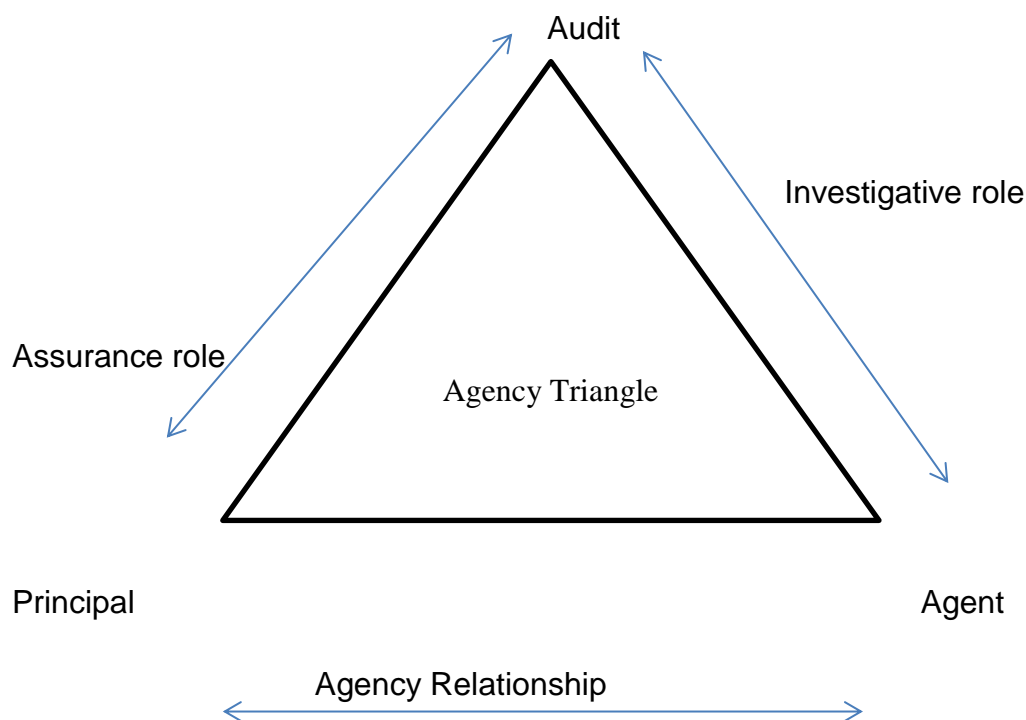 Audit
Investigative role
Assurance role
Agency Triangle
Principal
Agent
Agency Relationship